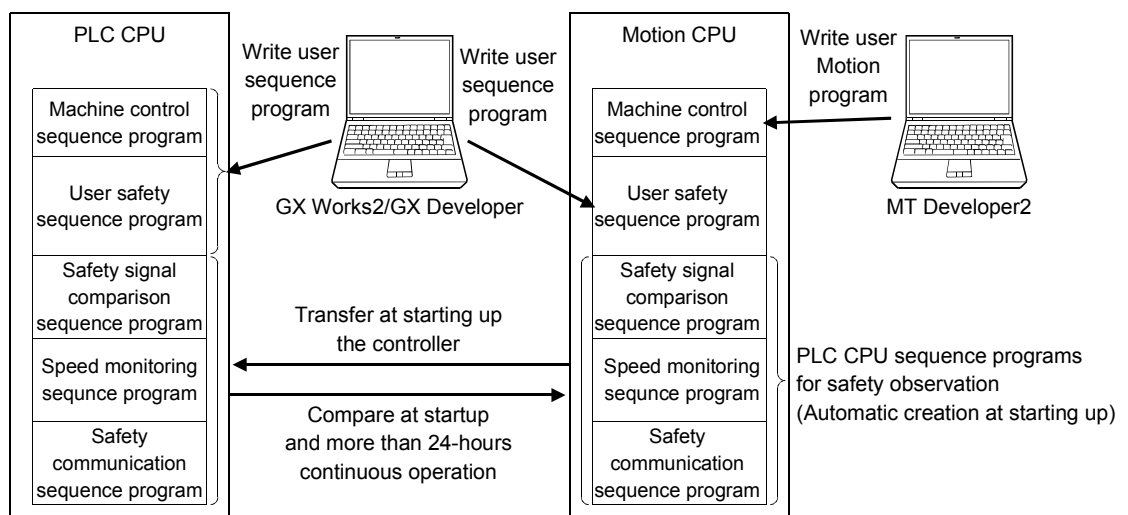 PLC CPU
Machine control
sequence program
User safety
sequence program
Safety signal
comparison
sequence program
Speed monitoring
sequnce program
Safety
communication
sequence program
Write user
sequence
program
Write user
sequence
program
GX Works2/GX Developer
Transfer at starting up
the controller
Compare at startup
and more than 24-hours
continuous operation
Motion CPU
Machine control
sequence program
User safety
sequence program
Safety signal
comparison
sequence program
Speed monitoring
sequnce program
Safety
communication
sequence program
Write user
Motion
program
MT Developer2
PLC CPU sequence programs
for safety observation
(Automatic creation at starting up)